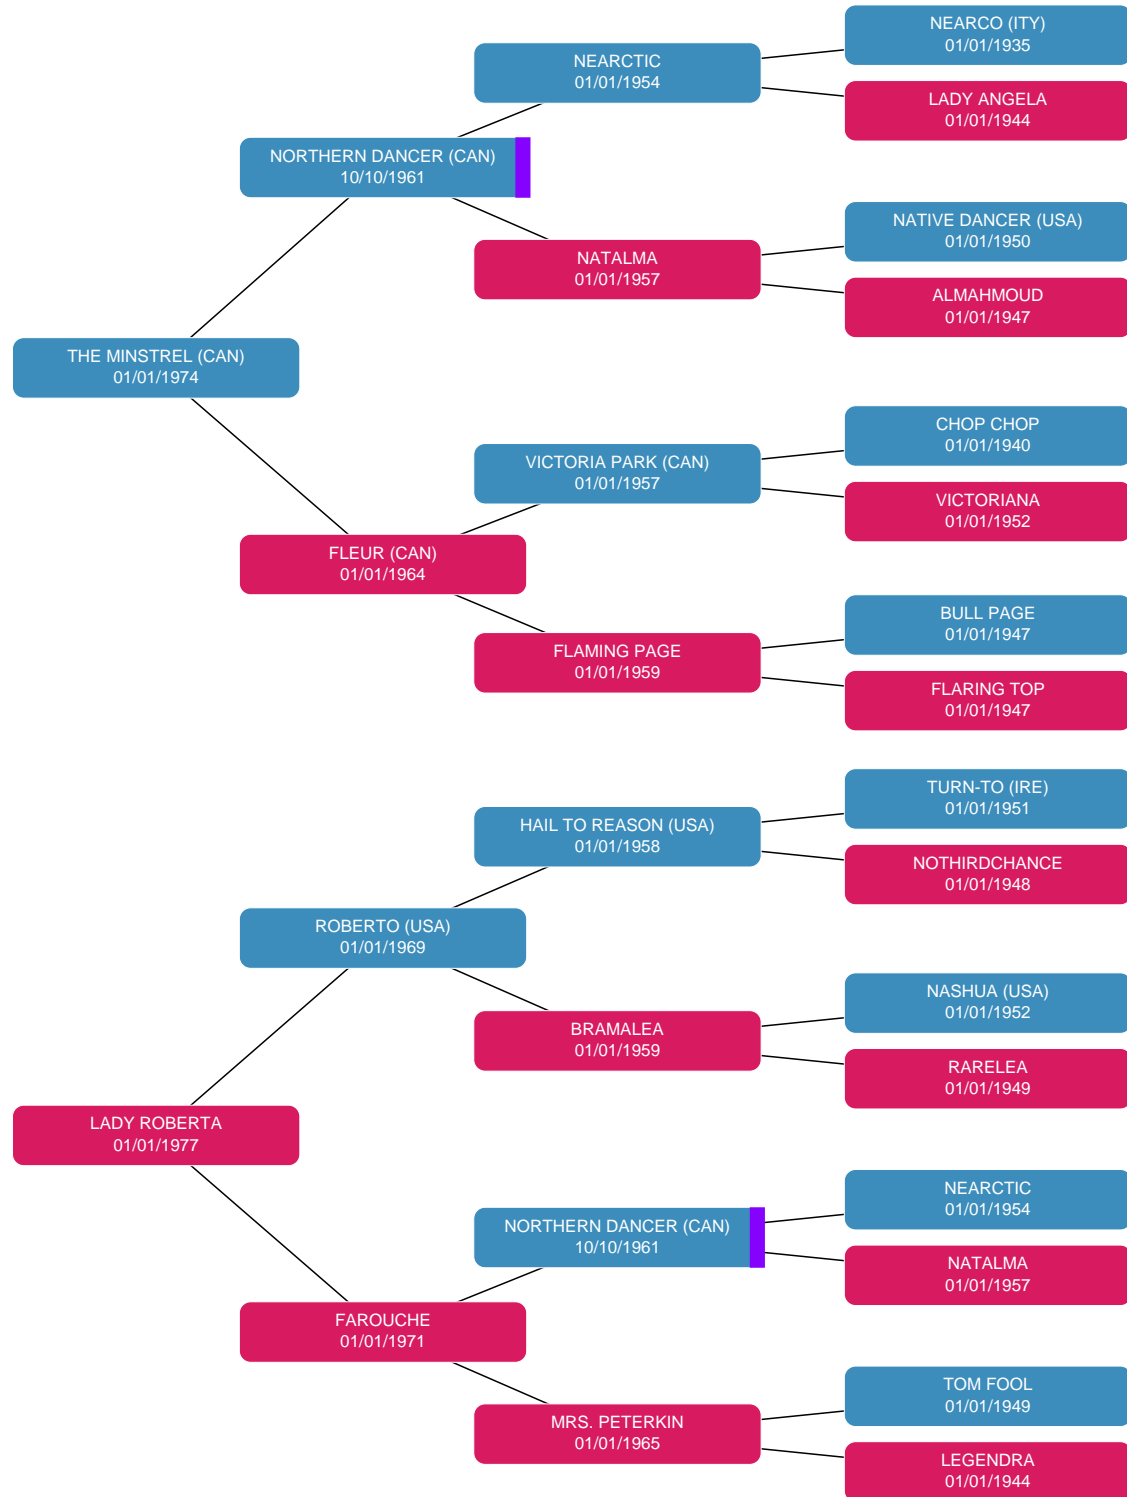 NEARCO (ITY)
01/01/1935
NEARCTIC
01/01/1954
LADY ANGELA
01/01/1944
NORTHERN DANCER (CAN)
10/10/1961
NATIVE DANCER (USA)
01/01/1950
NATALMA
01/01/1957
ALMAHMOUD
01/01/1947
THE MINSTREL (CAN)
01/01/1974
CHOP CHOP
01/01/1940
VICTORIA PARK (CAN)
01/01/1957
VICTORIANA
01/01/1952
FLEUR (CAN)
01/01/1964
BULL PAGE
01/01/1947
FLAMING PAGE
01/01/1959
FLARING TOP
01/01/1947
TURN-TO (IRE)
01/01/1951
HAIL TO REASON (USA)
01/01/1958
NOTHIRDCHANCE
01/01/1948
ROBERTO (USA)
01/01/1969
NASHUA (USA)
01/01/1952
BRAMALEA
01/01/1959
RARELEA
01/01/1949
LADY ROBERTA
01/01/1977
NEARCTIC
01/01/1954
NORTHERN DANCER (CAN)
10/10/1961
NATALMA
01/01/1957
FAROUCHE
01/01/1971
TOM FOOL
01/01/1949
MRS. PETERKIN
01/01/1965
LEGENDRA
01/01/1944